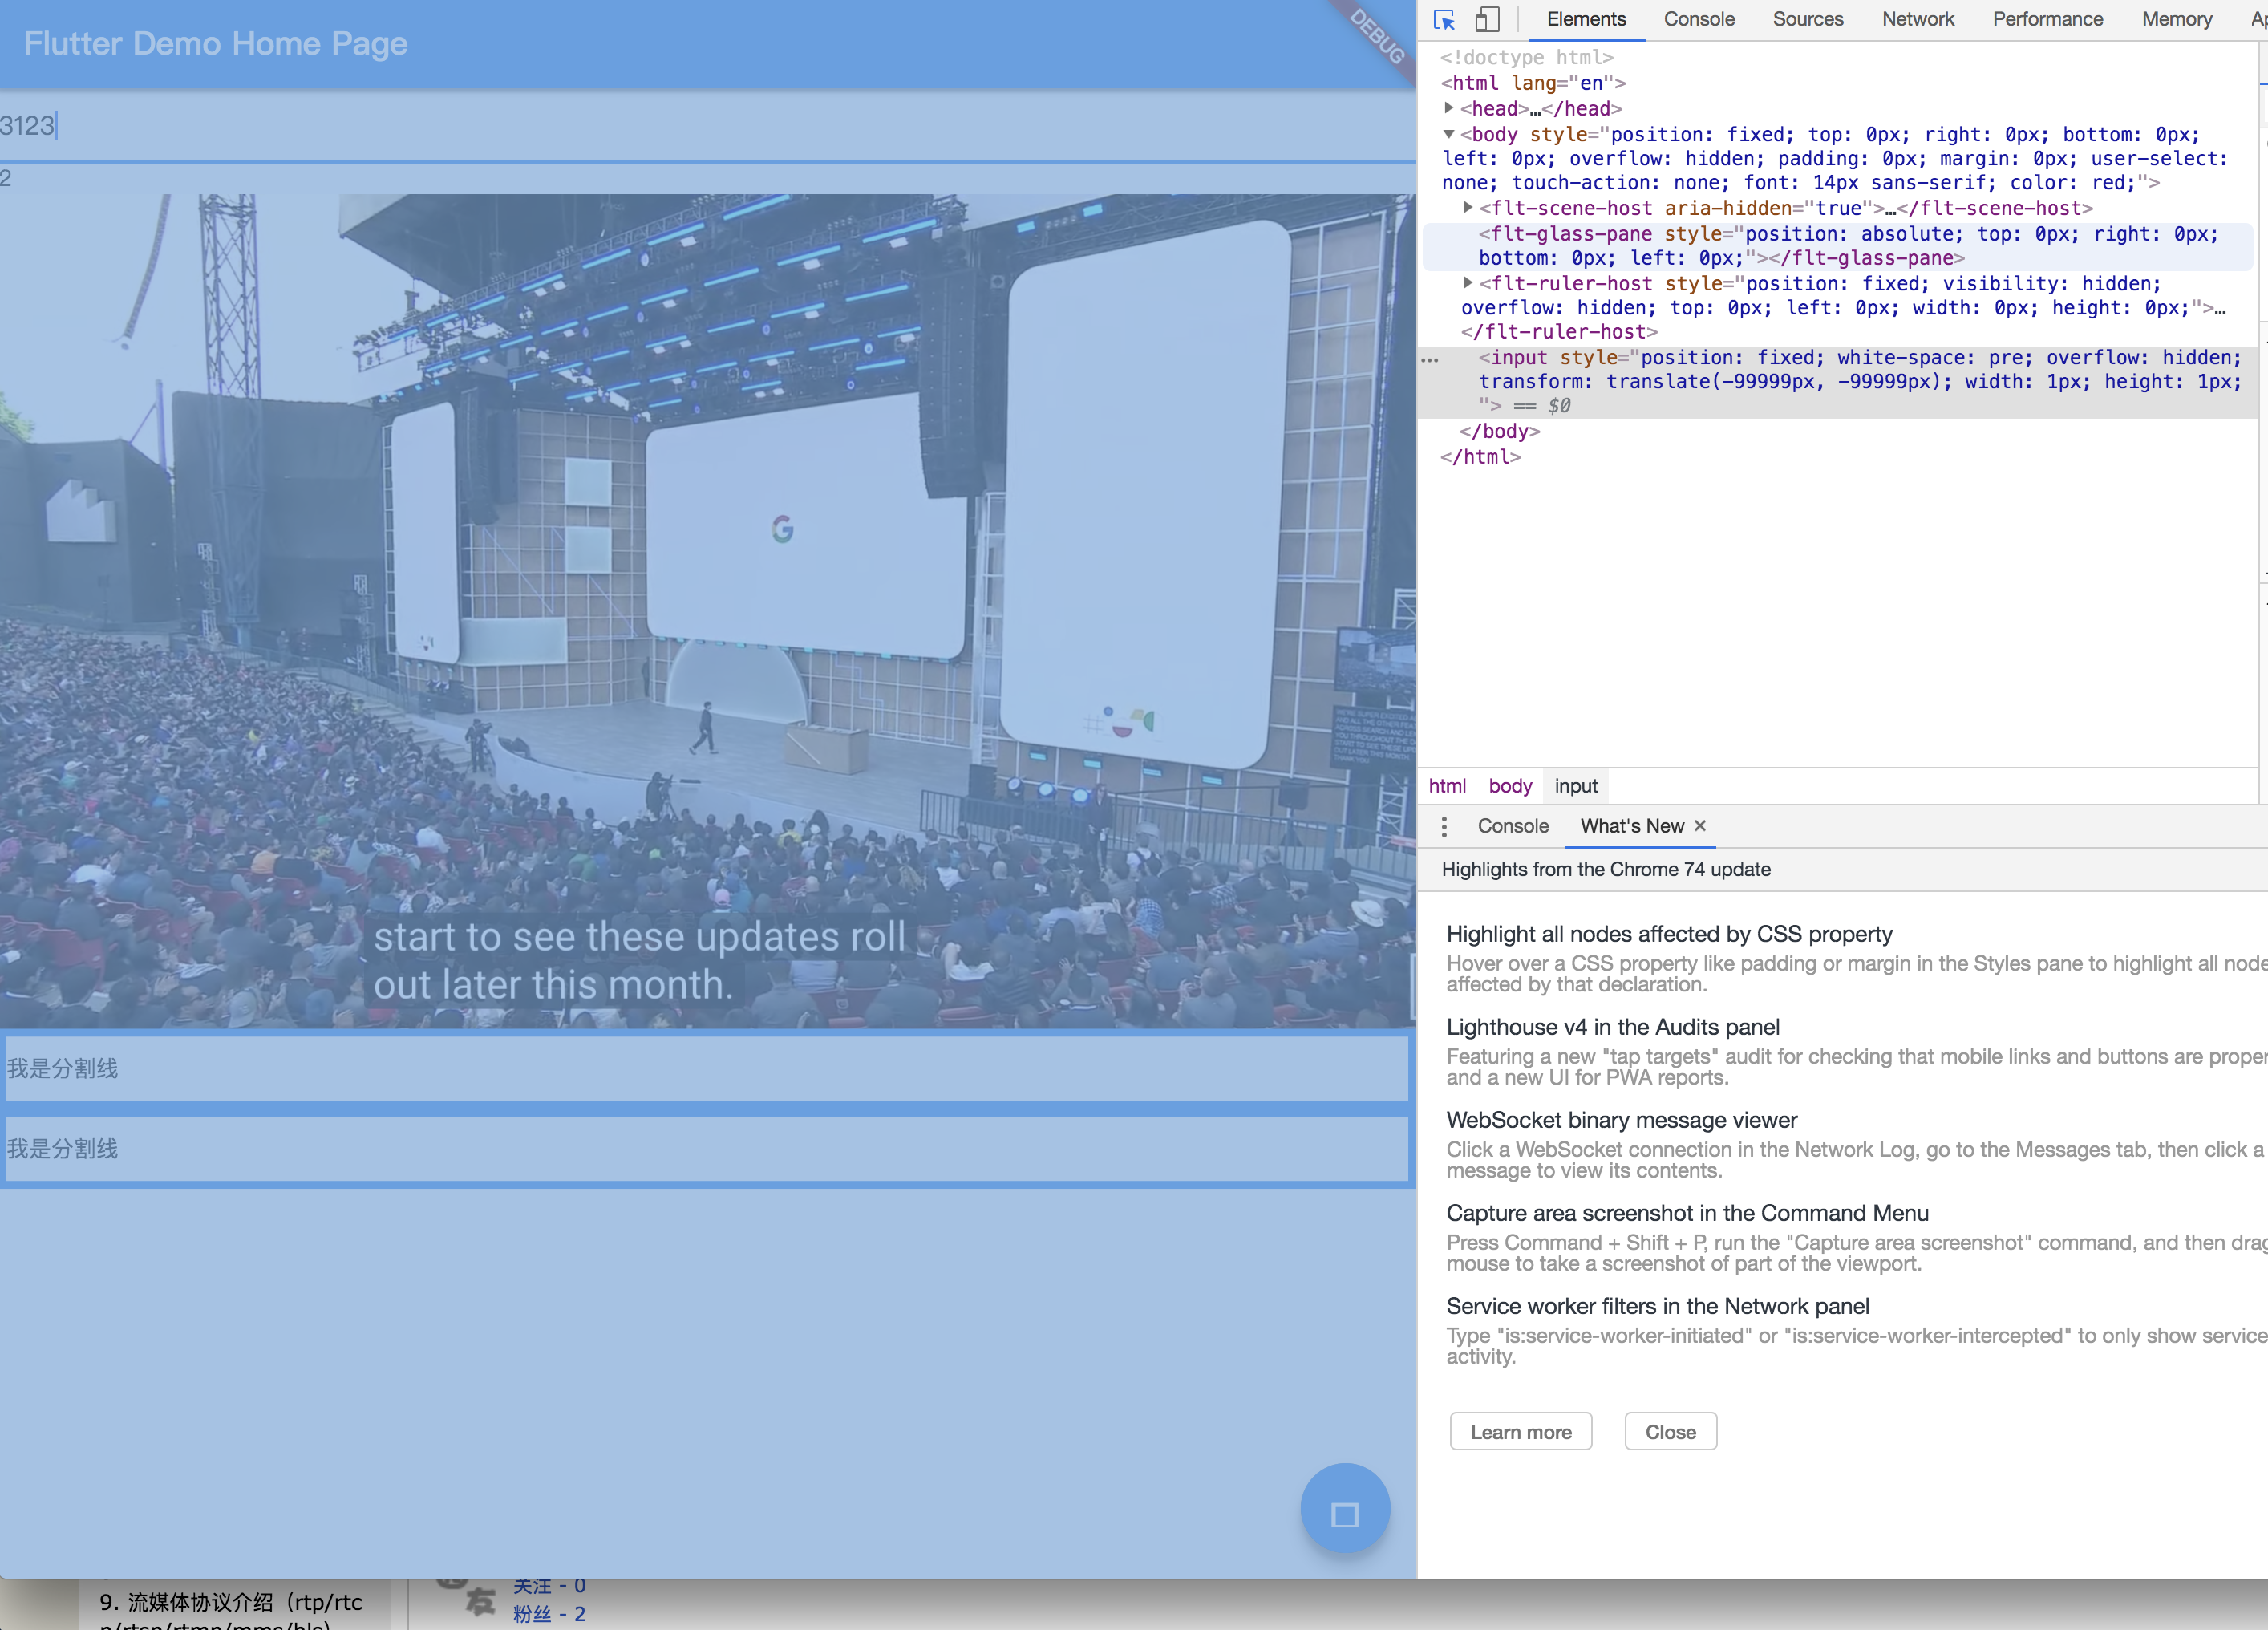 Flutter Demo Home Page
DEBUG
3123
2
start to see these updates roll
out later this month.
我是分割线
我是分割线
9. 流媒体协议介绍（rtp/rtc
友
关注 - 0
粉丝 - 2
Elements Console Sources Network Performance Memory
<!doctype html>
<html lang="en">
<head>…</head>
<body style="position: fixed; top: 0px; right: 0px; bottom: 0px;
left: 0px; overflow: hidden; padding: 0px; margin: 0px; user-select:
none; touch-action: none; font: 14px sans-serif; color: red;">
<flt-scene-host aria-hidden="true">…</flt-scene-host>
<flt-glass-pane style="position: absolute; top: 0px; right: 0px;
bottom: 0px; left: 0px;"></flt-glass-pane>
<flt-ruler-host style="position: fixed; visibility: hidden;
overflow: hidden; top: 0px; left: 0px; width: 0px; height: 0px;">…
</flt-ruler-host>
<input style="position: fixed; white-space: pre; overflow: hidden;
transform: translate(-99999px, -99999px); width: 1px; height: 1px;
"> == $0
</body>
</html>
html body input
Console What's New ×
Highlights from the Chrome 74 update
Highlight all nodes affected by CSS property
Hover over a CSS property like padding or margin in the Styles pane to highlight all node
affected by that declaration.
Lighthouse v4 in the Audits panel
Featuring a new "tap targets" audit for checking that mobile links and buttons are proper
and a new UI for PWA reports.
WebSocket binary message viewer
Click a WebSocket connection in the Network Log, go to the Messages tab, then click a
message to view its contents.
Capture area screenshot in the Command Menu
Press Command + Shift + P, run the "Capture area screenshot" command, and then drag
mouse to take a screenshot of part of the viewport.
Service worker filters in the Network panel
Type "is:service-worker-initiated" or "is:service-worker-intercepted" to only show service
activity.
Learn more Close